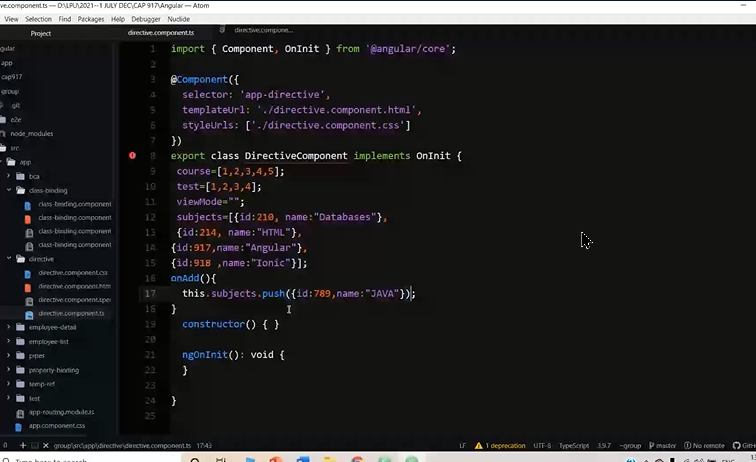 ve.component.ts — D:\LPU\2021--1 JULY DEC\CAP 917\Angular — Atom
View Selection Find Packages Help Debugger Nuclide
Project
directive.component.ts
directive.compone...
gular
app
cap917
group
.git
e2e
node_modules
src
app
bca
class-binding
class-binding.component
class-binding.component
class-binding.component
class-binding.component
directive
directive.component.css
directive.component.html
directive.component.spe
directive.component.ts
employee-detail
employee-list
pipes
property-binding
temp-ref
test
app-routing.module.ts
app.component.css
1 import { Component, OnInit } from '@angular/core';
2
3 @Component({
4 selector: 'app-directive',
5 templateUrl: './directive.component.html',
6 styleUrls: ['./directive.component.css']
7 })
8 export class DirectiveComponent implements OnInit {
9 course=[1,2,3,4,5];
10 test=[1,2,3,4];
11 viewMode="";
12 subjects=[{id:210, name:"Databases"},
13 {id:214, name:"HTML"},
14 {id:917,name:"Angular"},
15 {id:918 ,name:"Ionic"}];
16 onAdd(){
17 this.subjects.push({id:789,name:"JAVA"});
18 }
19 constructor() { }
20
21 ngOnInit(): void {
22 }
23
24 }
25
0 + group\src\app\directive\directive.component.ts 17:43
LF 1 deprecation UTF-8 TypeScript 3.9.7 ~group master No Remote GitH
Type here to search